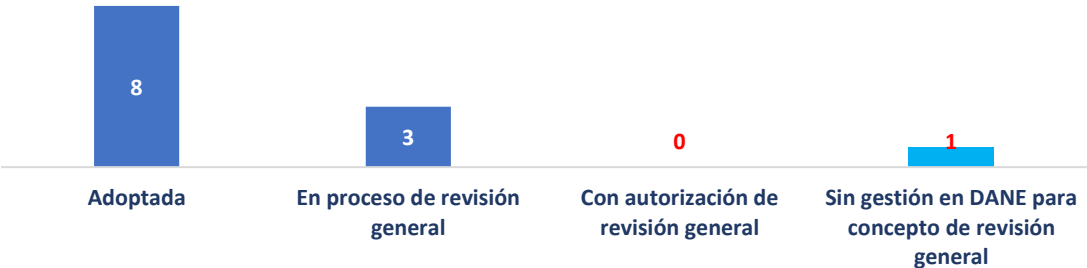 8
3
0
1
Adoptada
En proceso de revisión
general
Con autorización de
revisión general
Sin gestión en DANE para
concepto de revisión
general